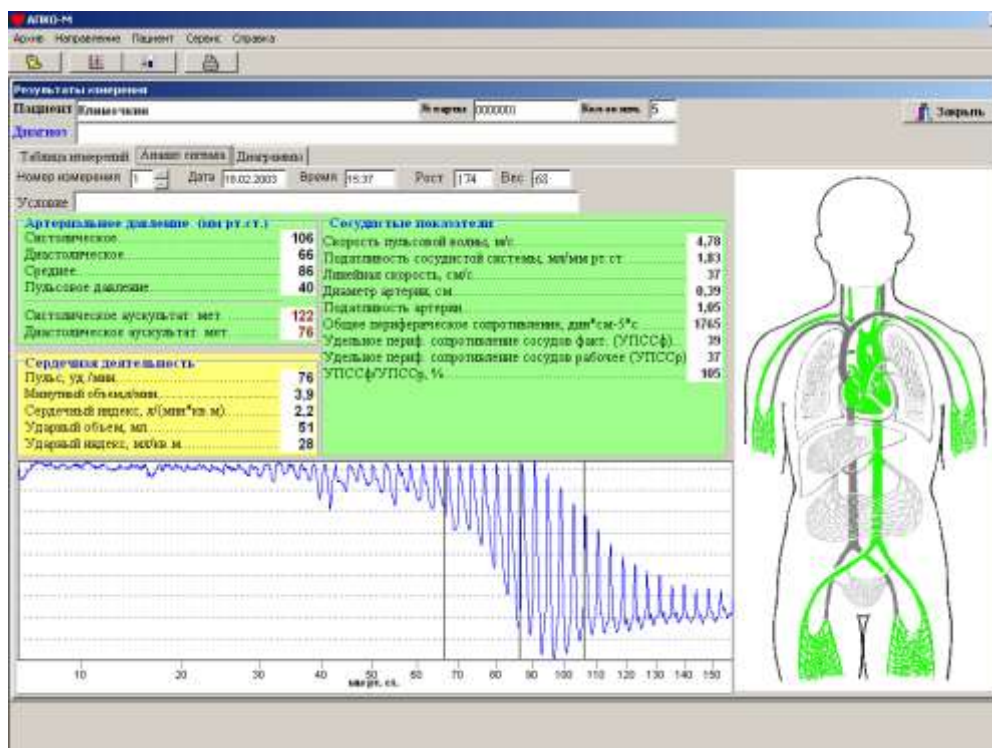 АПКО-М
Архив Направление Пациент Сервис Справка
Результаты измерения
Пациент Климочкин № карты 0000001 Кол-во изм. 5
Закрыть
Диагноз
Таблица измерений Анализ сигнала Диаграммы
Номер измерения 1 Дата 18.02.2003 Время 15:37 Рост 174 Вес 68
Условие
Артериальное давление (мм рт.ст.)
Систолическое 106
Диастолическое 66
Среднее 86
Пульсовое давление 40
Систолическое аускультат. мет. 122
Диастолическое аускультат. мет. 76
Сердечная деятельность
Пульс, уд./мин. 76
Минутный объем,л/мин. 3,9
Сердечный индекс, л/(мин*кв.м) 2,2
Ударный объем, мл 51
Ударный индекс, мл/кв.м 28
Сосудистые показатели
Скорость пульсовой волны, м/с 4,78
Податливость сосудистой системы, мл/мм рт.ст. 1,83
Линейная скорость, см/с 37
Диаметр артерии, см 0,39
Податливость артерии 1,05
Общее периферическое сопротивление, дин*см-5*с 1765
Удельное периф. сопротивление сосудов факт. (УПССф) 39
Удельное периф. сопротивление сосудов рабочее (УПССр) 37
УПССф/УПССр, % 105
10 20 30 40 50 60 70 80 90 100 110 120 130 140 150
мм рт. ст.